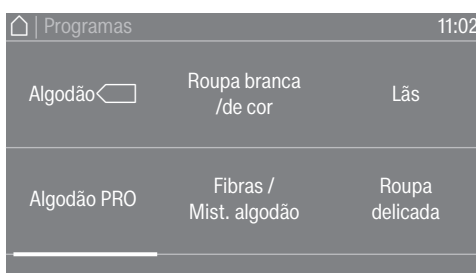 | Programas 11:02
Algodão Roupa branca Lãs
/de cor
Algodão PRO Fibras / Roupa
Mist. algodão delicada